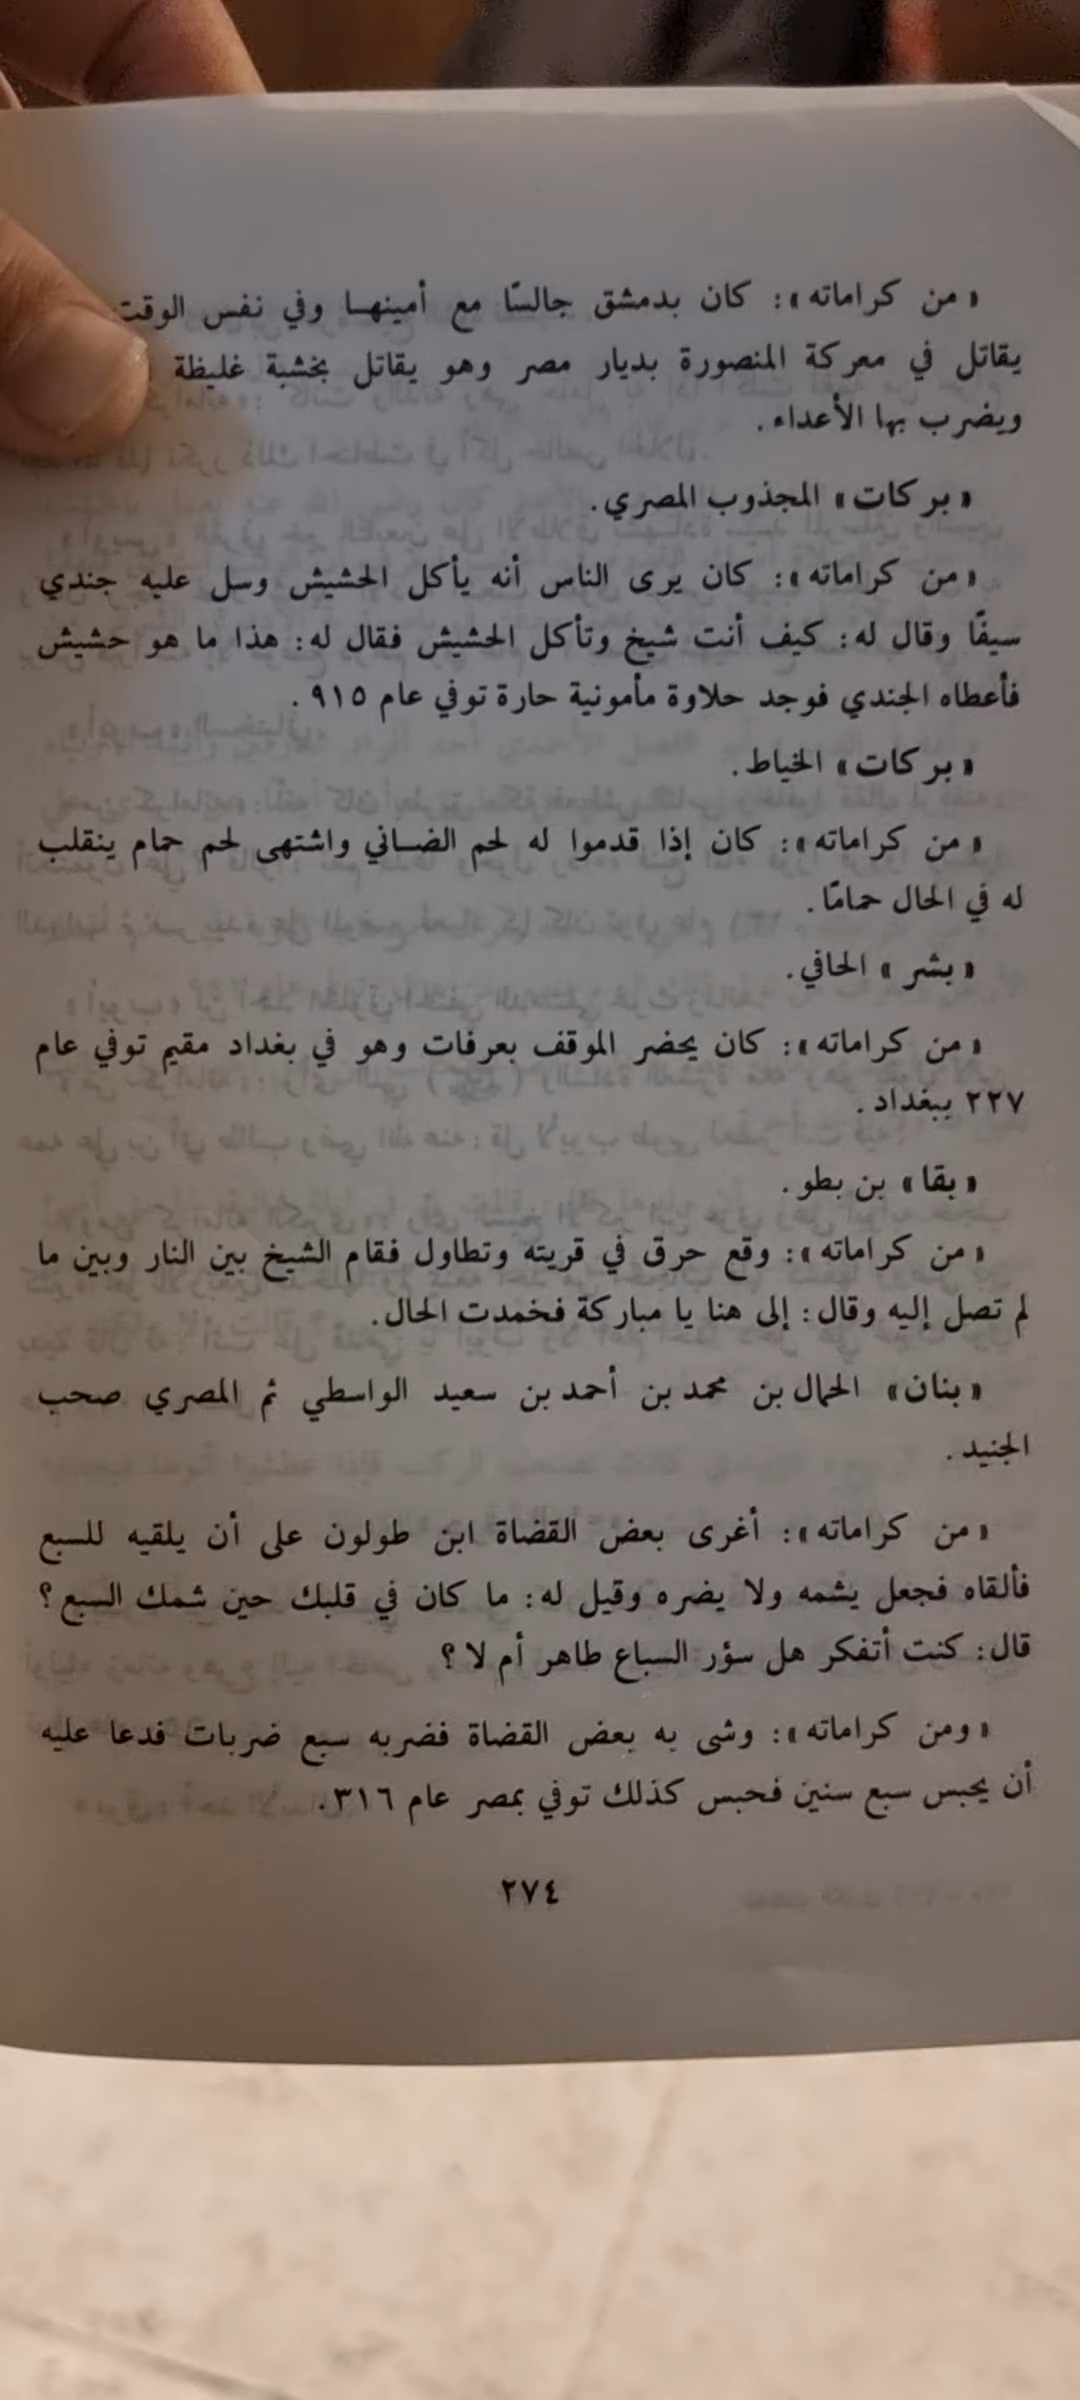 « من كراماته »: كان بدمشق جالسًا مع أمينها وفي نفس الوقت
يقاتل في معركة المنصورة بديار مصر وهو يقاتل بخشبة غليظة
ويضرب بها الأعداء.
« بركات » المجذوب المصري.
« من كراماته »: كان يرى الناس أنه يأكل الحشيش وسل عليه جندي
سيفًا وقال له: كيف أنت شيخ وتأكل الحشيش فقال له: هذا ما هو حشيش
فأعطاه الجندي فوجد حلاوة مأمونية حارة توفي عام ٩١٥.
« بركات » الخياط.
« من كراماته »: كان إذا قدموا له لحم الضاني واشتهى لحم حمام ينقلب
له في الحال حمامًا.
« بشر » الحافي.
« من كراماته »: كان يحضر الموقف بعرفات وهو في بغداد مقيم توفي عام
٢٢٧ ببغداد.
« بقا » بن بطو.
« من كراماته »: وقع حرق في قريته وتطاول فقام الشيخ بين النار وبين ما
لم تصل إليه وقال: إلى هنا يا مباركة فخمدت الحال.
« بنان » الحمال بن محمد بن أحمد بن سعيد الواسطي ثم المصري صحب
الجنيد.
« من كراماته »: أغرى بعض القضاة ابن طولون على أن يلقيه للسبع
فألقاه فجعل يشمه ولا يضره وقيل له: ما كان في قلبك حين شمك السبع؟
قال: كنت أتفكر هل سؤر السباع طاهر أم لا؟
« ومن كراماته »: وشى به بعض القضاة فضربه سبع ضربات فدعا عليه
أن يحبس سبع سنين فحبس كذلك توفي بمصر عام ٣١٦.
٢٧٤